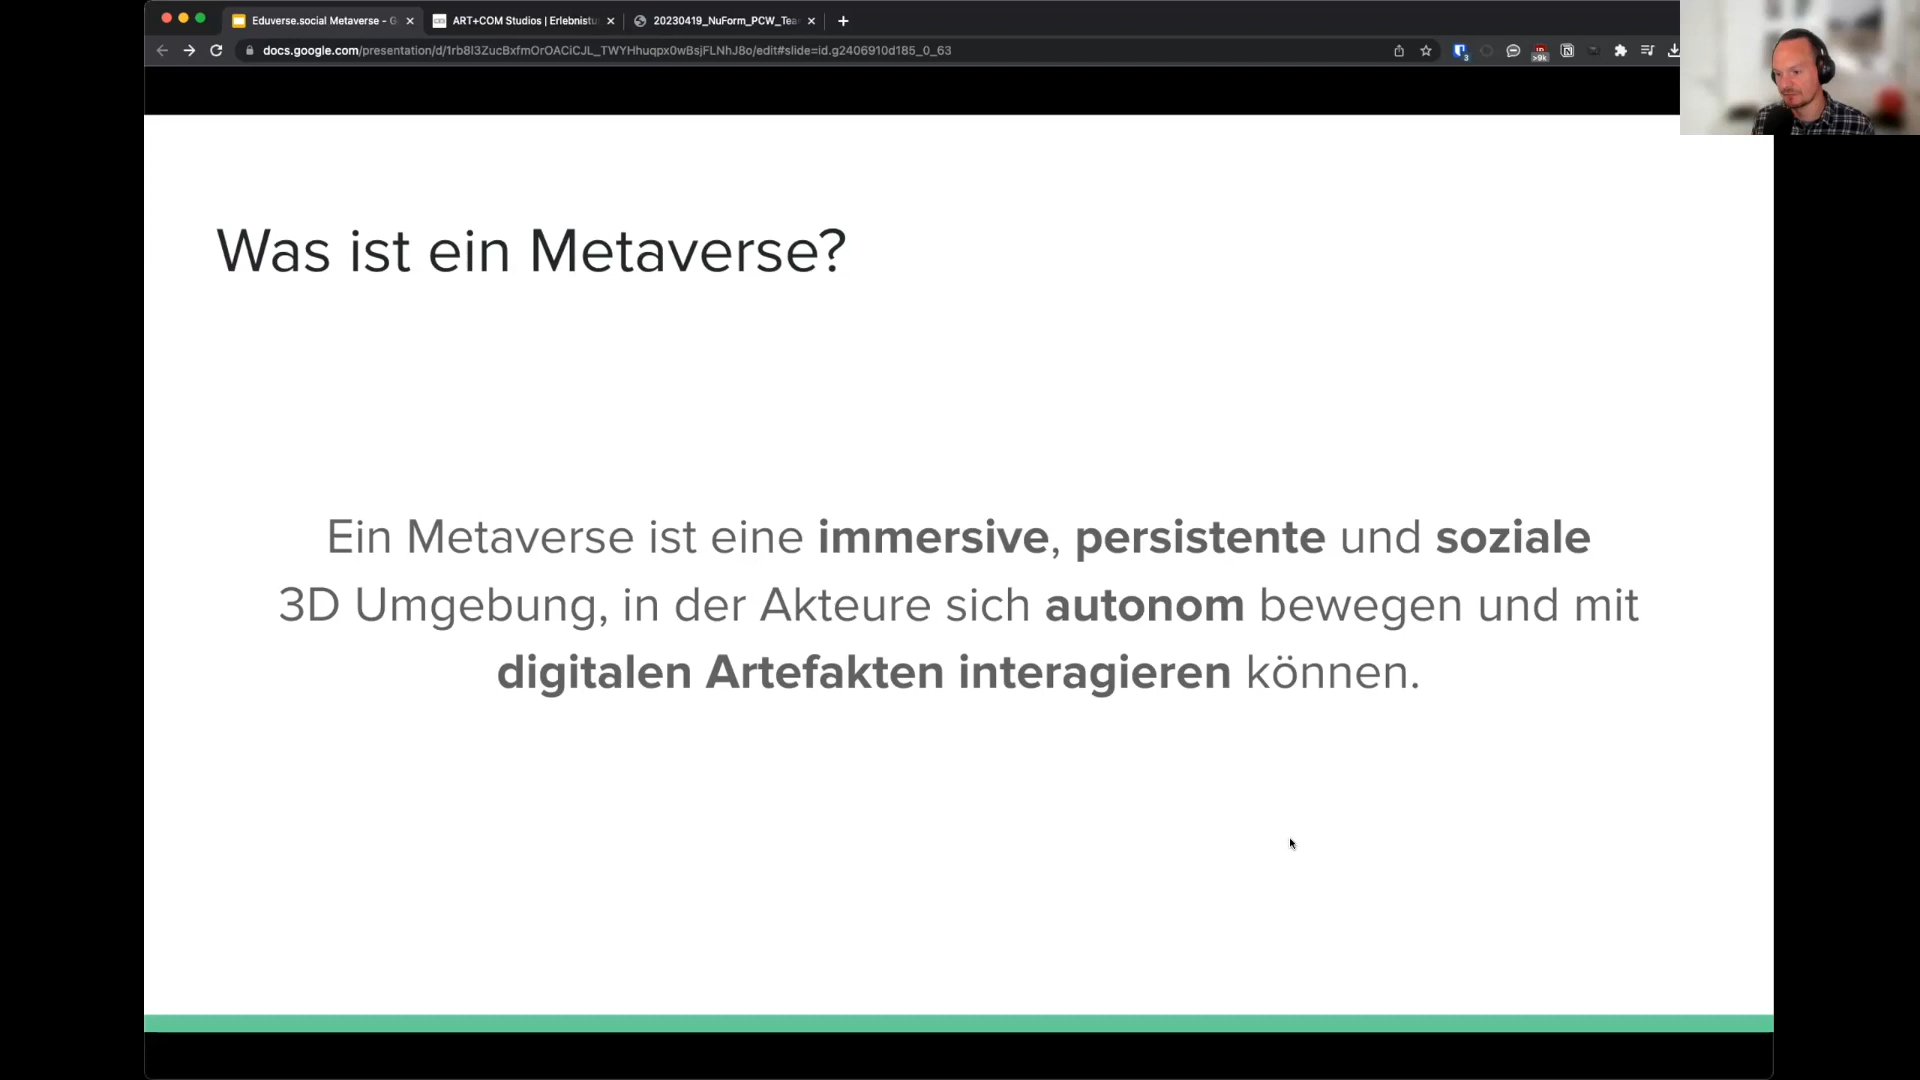 Eduverse.social Metaverse - G
ART+COM Studios | Erlebnistu
20230419_NuForm_PCW_Tea
docs.google.com/presentation/d/1rb8I3ZucBxfmOrOACiCJL_TWYHhuqpx0wBsjFLNhJ8o/edit#slide=id.g2406910d185_0_63
3
>9k
Was ist ein Metaverse?
Ein Metaverse ist eine immersive, persistente und soziale
3D Umgebung, in der Akteure sich autonom bewegen und mit
digitalen Artefakten interagieren können.